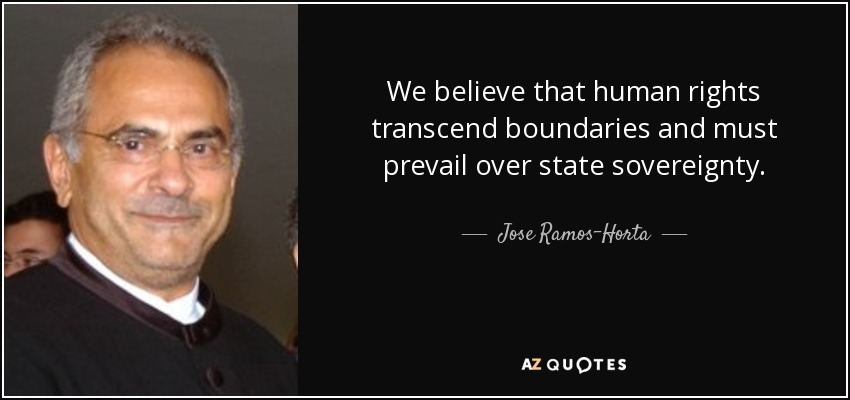 We believe that human rights
transcend boundaries and must
prevail over state sovereignty.
Jose Ramos-Horta
AZ QUOTES